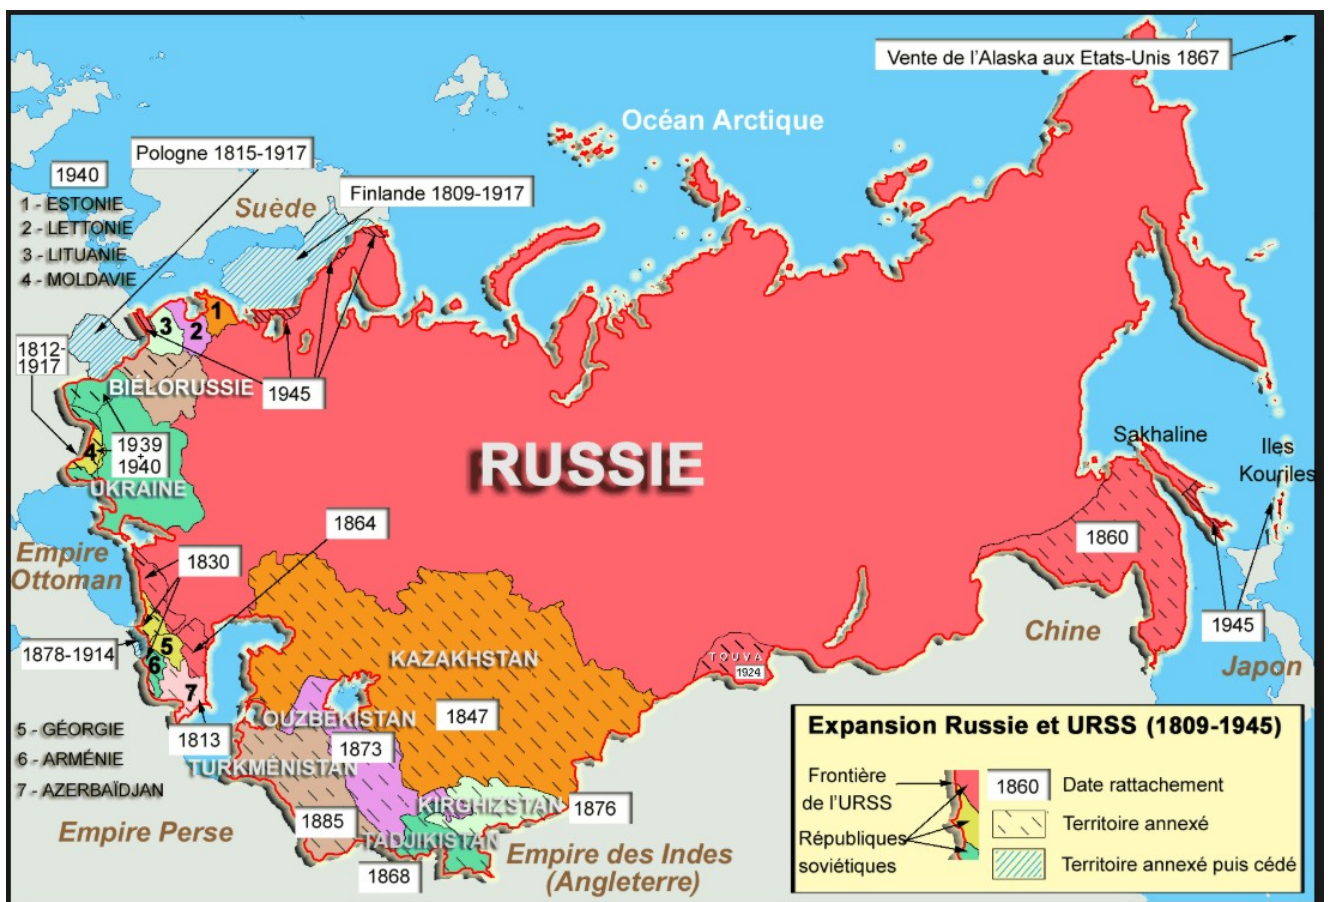 Vente de l'Alaska aux Etats-Unis 1867
Océan Arctique
Pologne 1815-1917
1940
1 - ESTONIE
2 - LETTONIE
3 - LITUANIE
4 - MOLDAVIE
Suède
Finlande 1809-1917
1
2
3
1812-
1917
BIÉLORUSSIE
1945
4
1939
+
1940
UKRAINE
RUSSIE
Sakhaline
Iles
Kouriles
1864
1860
Empire
Ottoman
1830
1878-1914
5
6
7
KAZAKHSTAN
1847
TOUVA
1924
Chine
1945
Japon
5 - GÉORGIE
6 - ARMÉNIE
7 - AZERBAÏDJAN
1813
LOUZBÉKISTAN
1873
TURKMÉNISTAN
KIRGHIZSTAN
1876
1885
TADJIKISTAN
1868
Empire Perse
Empire des Indes
(Angleterre)
Expansion Russie et URSS (1809-1945)
Frontière
de l'URSS
Républiques
soviétiques
1860
Date rattachement
Territoire annexé
Territoire annexé puis cédé